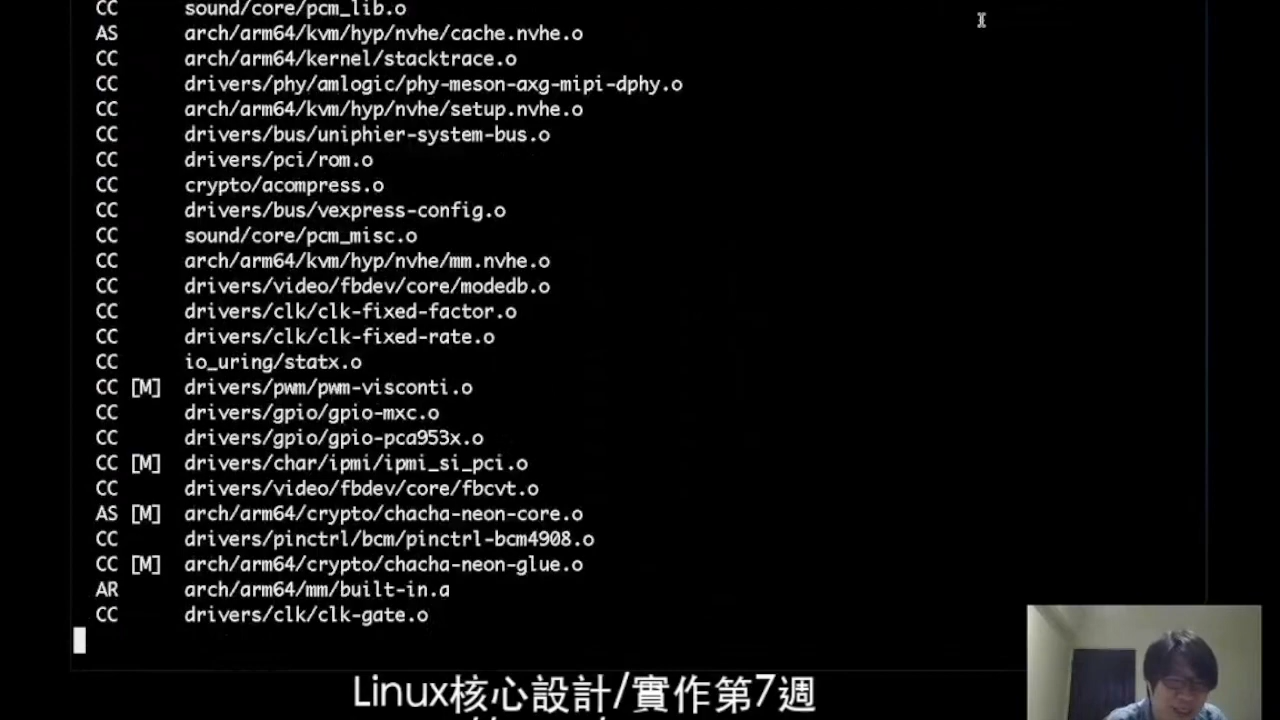 CC sound/core/pcm_lib.o
AS arch/arm64/kvm/hyp/nvhe/cache.nvhe.o
CC arch/arm64/kernel/stacktrace.o
CC drivers/phy/amlogic/phy-meson-axg-mipi-dphy.o
CC arch/arm64/kvm/hyp/nvhe/setup.nvhe.o
CC drivers/bus/uniphier-system-bus.o
CC drivers/pci/rom.o
CC crypto/acompress.o
CC drivers/bus/vexpress-config.o
CC sound/core/pcm_misc.o
CC arch/arm64/kvm/hyp/nvhe/mm.nvhe.o
CC drivers/video/fbdev/core/modedb.o
CC drivers/clk/clk-fixed-factor.o
CC drivers/clk/clk-fixed-rate.o
CC io_uring/statx.o
CC [M] drivers/pwm/pwm-visconti.o
CC drivers/gpio/gpio-mxc.o
CC drivers/gpio/gpio-pca953x.o
CC [M] drivers/char/ipmi/ipmi_si_pci.o
CC drivers/video/fbdev/core/fbcvt.o
AS [M] arch/arm64/crypto/chacha-neon-core.o
CC drivers/pinctrl/bcm/pinctrl-bcm4908.o
CC [M] arch/arm64/crypto/chacha-neon-glue.o
AR arch/arm64/mm/built-in.a
CC drivers/clk/clk-gate.o
Linux核心設計/實作第7週